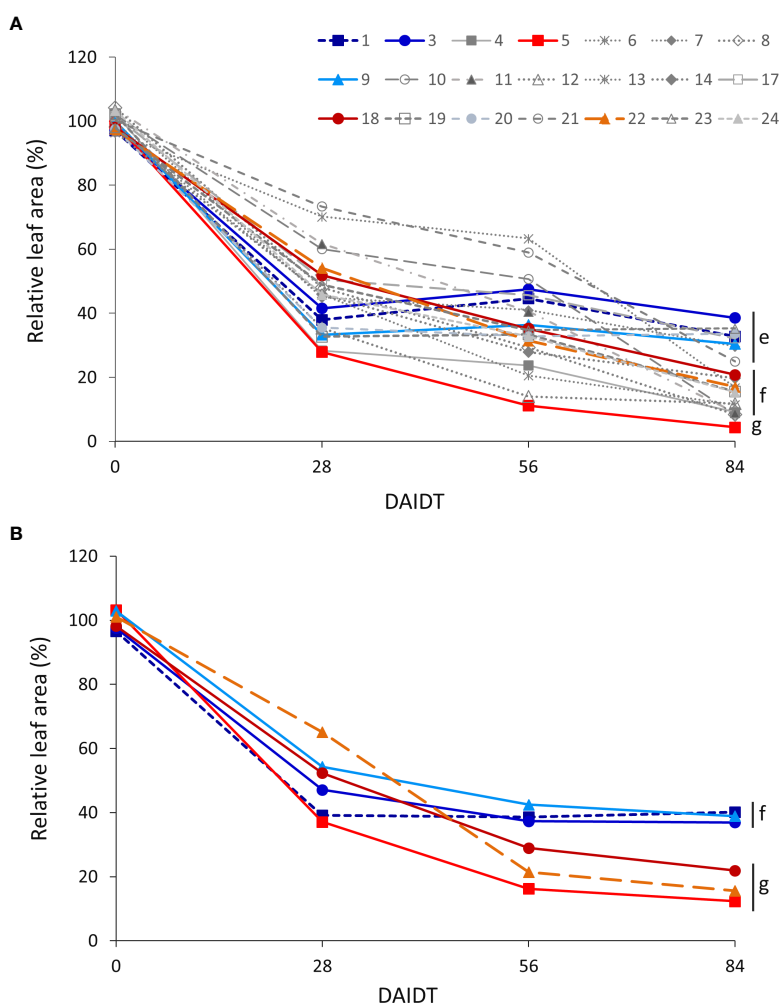 A
1 3 4 5 6 7 8
9 10 11 12 13 14 17
18 19 20 21 22 23 24
Relative leaf area (%)
120
100
80
60
40
20
0
e
f
g
0 28 56 84
DAIDT
B
Relative leaf area (%)
120
100
80
60
40
20
0
f
g
0 28 56 84
DAIDT